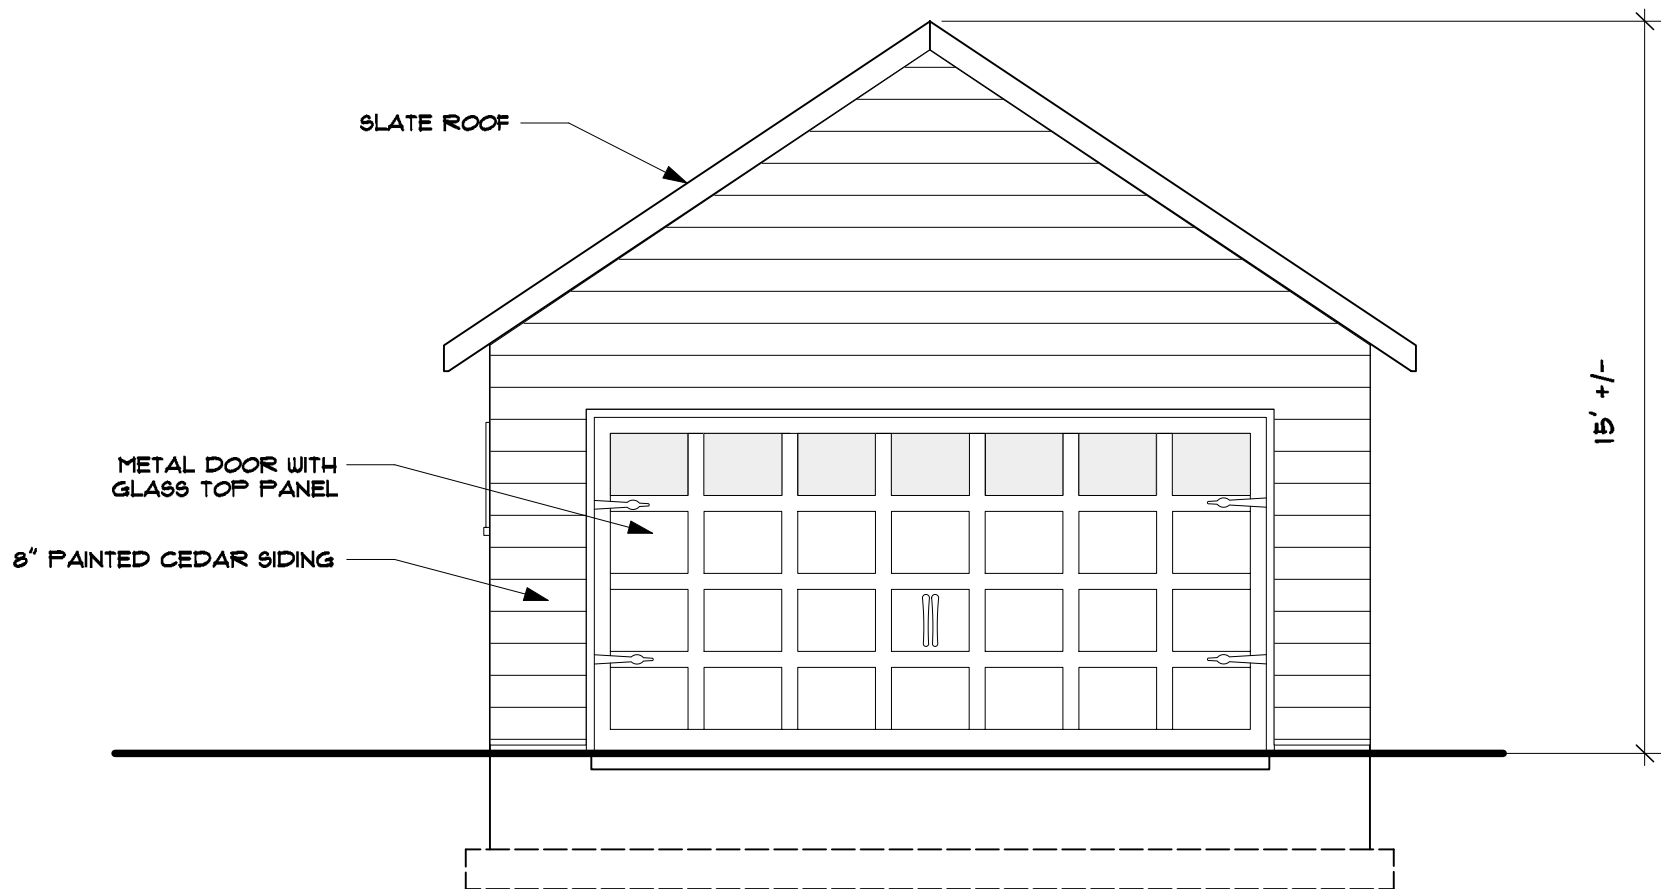 SLATE ROOF
15' +/-
METAL DOOR WITH
GLASS TOP PANEL
8" PAINTED CEDAR SIDING